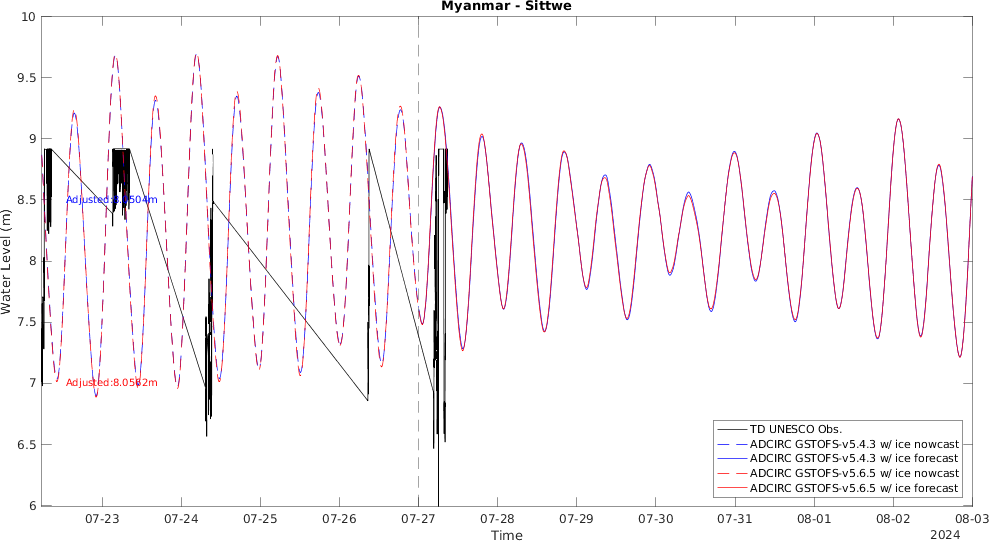 Myanmar - Sittwe
Water Level (m)
10
9.5
9
8.5
8
7.5
7
6.5
6
Adjusted:8.0562m
07-23
07-24
07-25
07-26
07-27
07-28
07-29
07-30
07-31
08-01
08-02
08-03
Time
2024
TD UNESCO Obs.
ADCIRC GSTOFS-v5.4.3 w/ ice nowcast
ADCIRC GSTOFS-v5.4.3 w/ ice forecast
ADCIRC GSTOFS-v5.6.5 w/ ice nowcast
ADCIRC GSTOFS-v5.6.5 w/ ice forecast